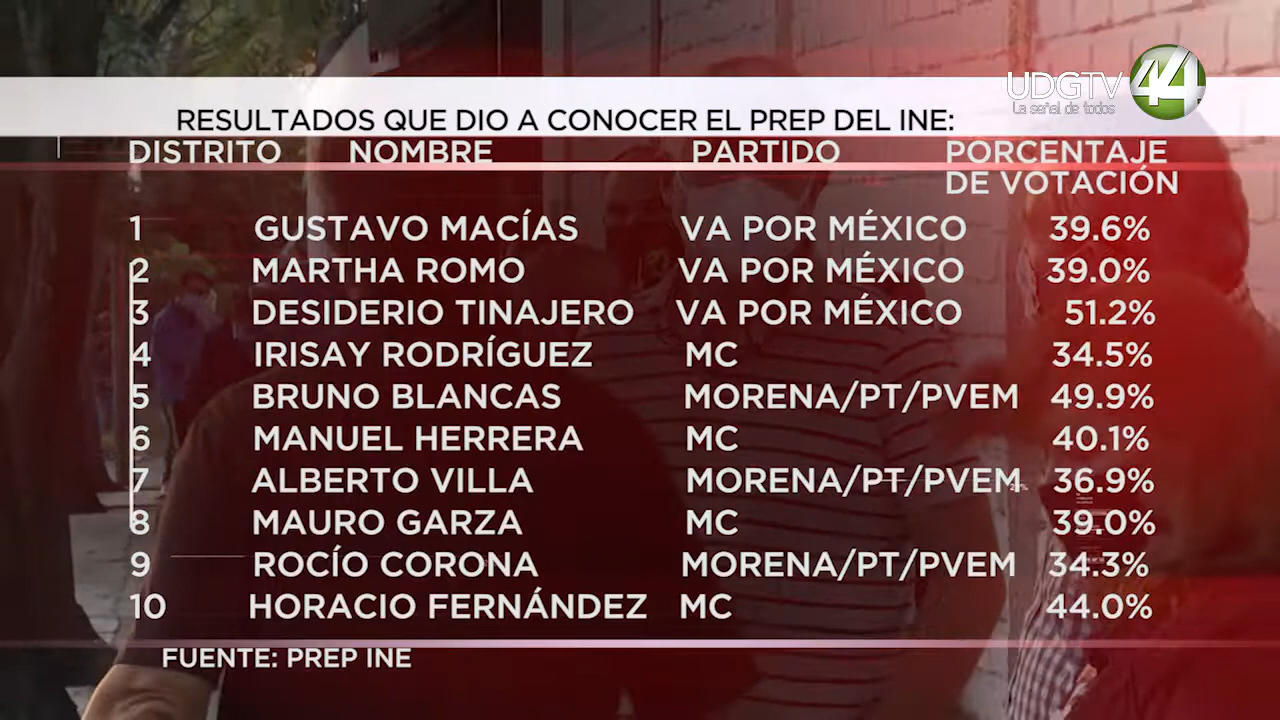 UDGTV 44
La señal de todos
RESULTADOS QUE DIO A CONOCER EL PREP DEL INE:
DISTRITO NOMBRE PARTIDO PORCENTAJE DE VOTACIÓN
1 GUSTAVO MACÍAS VA POR MÉXICO 39.6%
2 MARTHA ROMO VA POR MÉXICO 39.0%
3 DESIDERIO TINAJERO VA POR MÉXICO 51.2%
4 IRISAY RODRÍGUEZ MC 34.5%
5 BRUNO BLANCAS MORENA/PT/PVEM 49.9%
6 MANUEL HERRERA MC 40.1%
7 ALBERTO VILLA MORENA/PT/PVEM 36.9%
8 MAURO GARZA MC 39.0%
9 ROCÍO CORONA MORENA/PT/PVEM 34.3%
10 HORACIO FERNÁNDEZ MC 44.0%
FUENTE: PREP INE